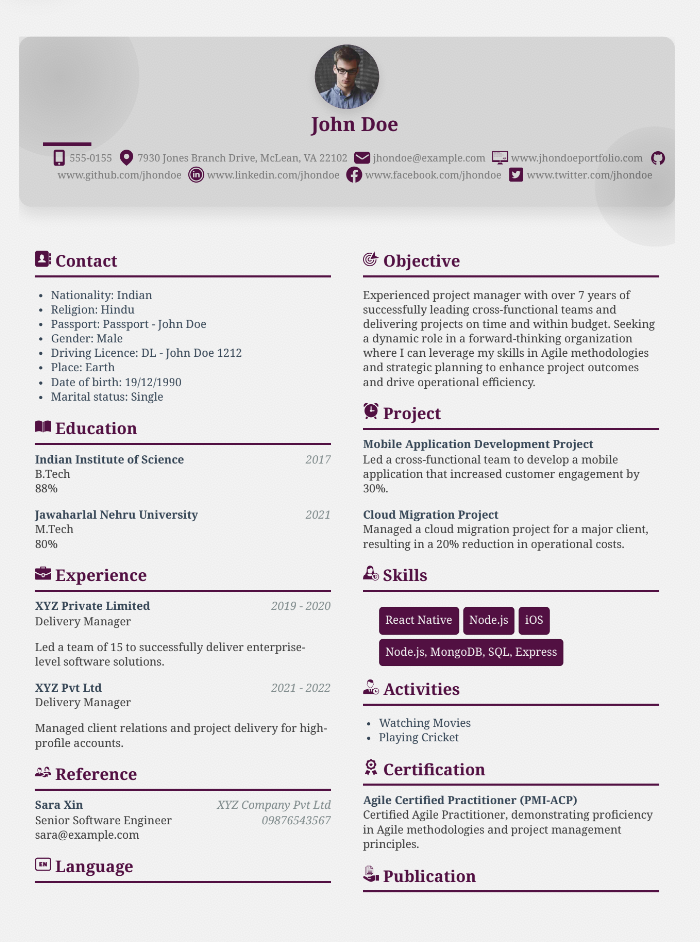 John Doe
555-0155 7930 Jones Branch Drive, McLean, VA 22102 jhondoe@example.com www.jhondoeportfolio.com
www.github.com/jhondoe www.linkedin.com/jhondoe www.facebook.com/jhondoe www.twitter.com/jhondoe
Contact
• Nationality: Indian
• Religion: Hindu
• Passport: Passport - John Doe
• Gender: Male
• Driving Licence: DL - John Doe 1212
• Place: Earth
• Date of birth: 19/12/1990
• Marital status: Single
Education
Indian Institute of Science 2017
B.Tech
88%
Jawaharlal Nehru University 2021
M.Tech
80%
Experience
XYZ Private Limited 2019 - 2020
Delivery Manager
Led a team of 15 to successfully deliver enterprise-
level software solutions.
XYZ Pvt Ltd 2021 - 2022
Delivery Manager
Managed client relations and project delivery for high-
profile accounts.
Reference
Sara Xin XYZ Company Pvt Ltd
Senior Software Engineer 09876543567
sara@example.com
EN Language
Objective
Experienced project manager with over 7 years of
successfully leading cross-functional teams and
delivering projects on time and within budget. Seeking
a dynamic role in a forward-thinking organization
where I can leverage my skills in Agile methodologies
and strategic planning to enhance project outcomes
and drive operational efficiency.
Project
Mobile Application Development Project
Led a cross-functional team to develop a mobile
application that increased customer engagement by
30%.
Cloud Migration Project
Managed a cloud migration project for a major client,
resulting in a 20% reduction in operational costs.
Skills
React Native Node.js iOS
Node.js, MongoDB, SQL, Express
Activities
• Watching Movies
• Playing Cricket
Certification
Agile Certified Practitioner (PMI-ACP)
Certified Agile Practitioner, demonstrating proficiency
in Agile methodologies and project management
principles.
Publication